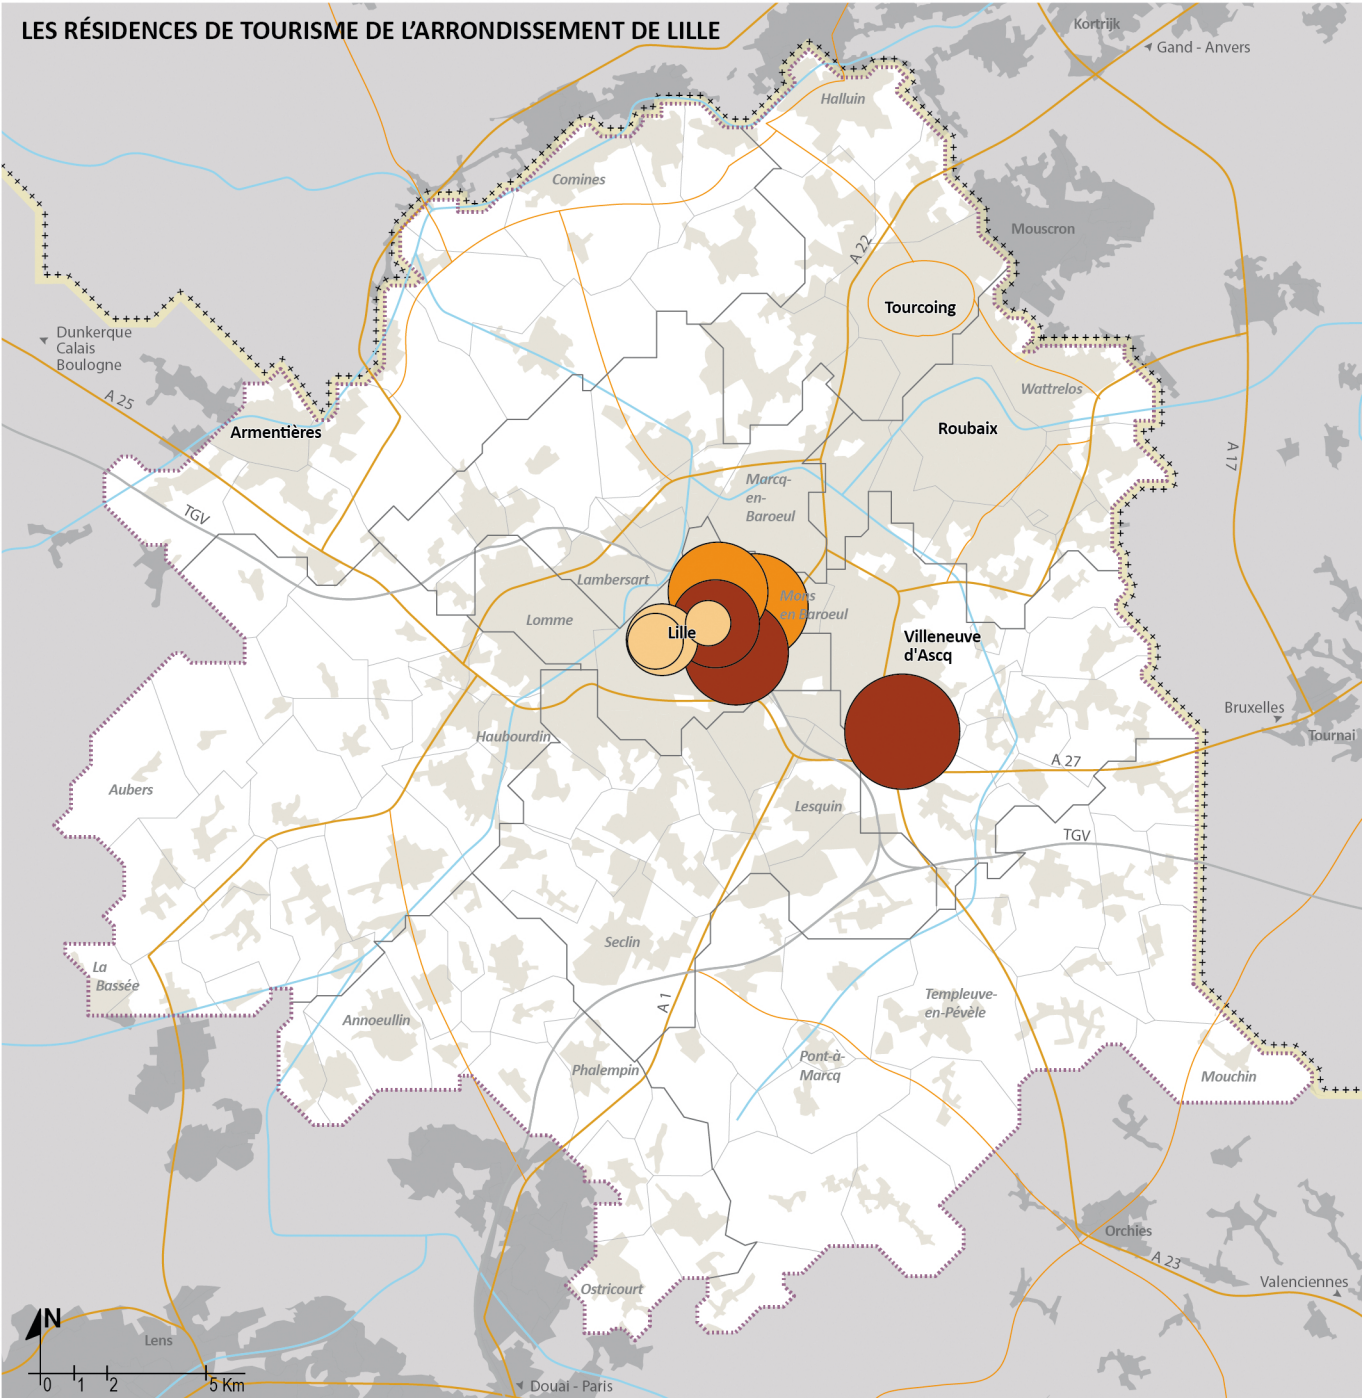 LES RÉSIDENCES DE TOURISME DE L'ARRONDISSEMENT DE LILLE
Kortrijk
Gand - Anvers
Halluin
Comines
Mouscron
A 22
Tourcoing
Dunkerque
Calais
Boulogne
A 25
Wattrelos
Armentières
Roubaix
A 17
Marcq-
en-
Baroeul
TGV
Lambersart
Mons
en Baroeul
Lomme
Lille
Villeneuve
d'Ascq
Bruxelles
Tournai
Haubourdin
A 27
Aubers
Lesquin
TGV
Seclin
La
Bassée
A 1
Templeuve-
en-Pévèle
Annoeullin
Pont-à-
Marcq
Phalempin
Mouchin
Orchies
A 23
Valenciennes
Ostricourt
N
Lens
0 1 2 5 Km
Douai - Paris